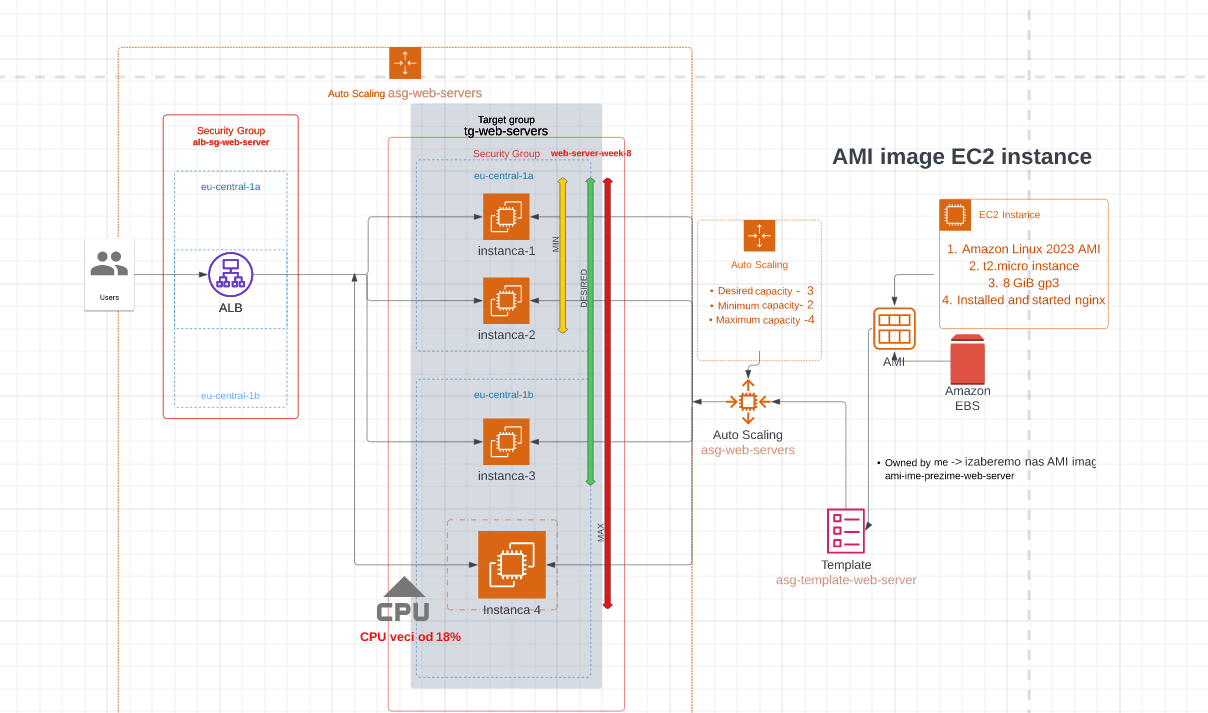 Auto Scaling asg-web-servers
Security Group
alb-sg-web-server
eu-central-1a
Users
ALB
eu-central-1b
Target group
tg-web-servers
Security Group web-server-week-8
eu-central-1a
instanca-1
MIN
instanca-2
DESIRED
eu-central-1b
instanca-3
MAX
Instanca 4
CPU
CPU veci od 18%
Auto Scaling
• Desired capacity - 3
• Minimum capacity- 2
• Maximum capacity -4
Auto Scaling
asg-web-servers
AMI image EC2 instance
EC2 Instance
1. Amazon Linux 2023 AMI
2. t2.micro instance
3. 8 GiB gp3
4. Installed and started nginx
AMI
Amazon
EBS
• Owned by me -> izaberemo nas AMI imag
ami-ime-prezime-web-server
Template
asg-template-web-server